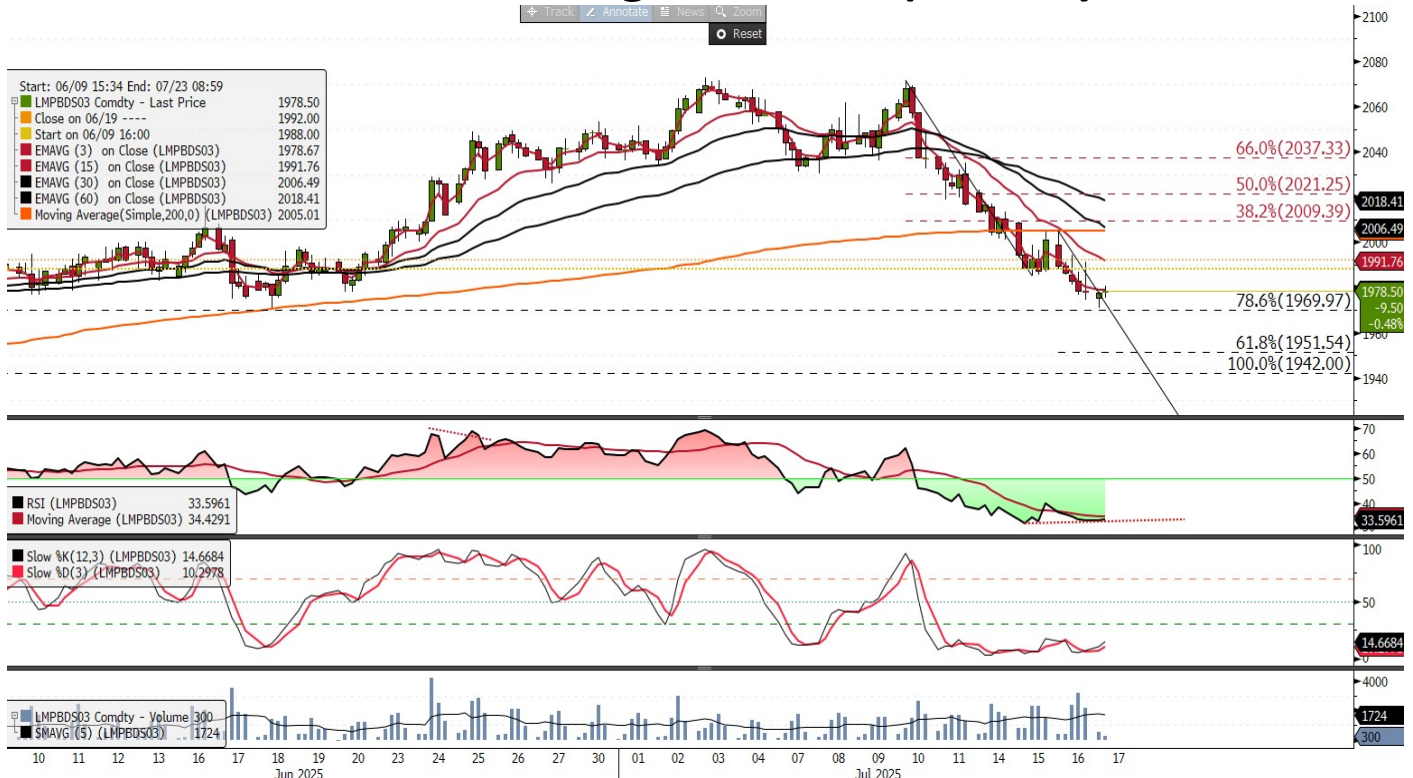 Track Annotate News Zoom
Reset
Start: 06/09 15:34 End: 07/23 08:59
LMPBDS03 Comdty - Last Price 1978.50
Close on 06/19 ---- 1992.00
Start on 06/09 16:00 1988.00
EMAVG (3) on Close (LMPBDS03) 1978.67
EMAVG (15) on Close (LMPBDS03) 1991.76
EMAVG (30) on Close (LMPBDS03) 2006.49
EMAVG (60) on Close (LMPBDS03) 2018.41
Moving Average(Simple,200,0) (LMPBDS03) 2005.01
66.0%(2037.33)
50.0%(2021.25)
38.2%(2009.39)
78.6%(1969.97)
61.8%(1951.54)
100.0%(1942.00)
2100
2080
2060
2040
2018.41
2006.49
2000
1991.76
1978.50
-9.50
-0.48%
1960
1940
RSI (LMPBDS03) 33.5961
Moving Average (LMPBDS03) 34.4291
70
60
50
40
33.5961
Slow %K(12,3) (LMPBDS03) 14.6684
Slow %D(3) (LMPBDS03) 10.2978
100
50
14.6684
0
LMPBDS03 Comdty - Volume 300
SMAVG (5) (LMPBDS03) 1724
4000
1724
300
10 11 12 13 16 17 18 19 20 23 24 25 26 27 30 01 02 03 04 07 08 09 10 11 14 15 16 17
Jun 2025 Jul 2025